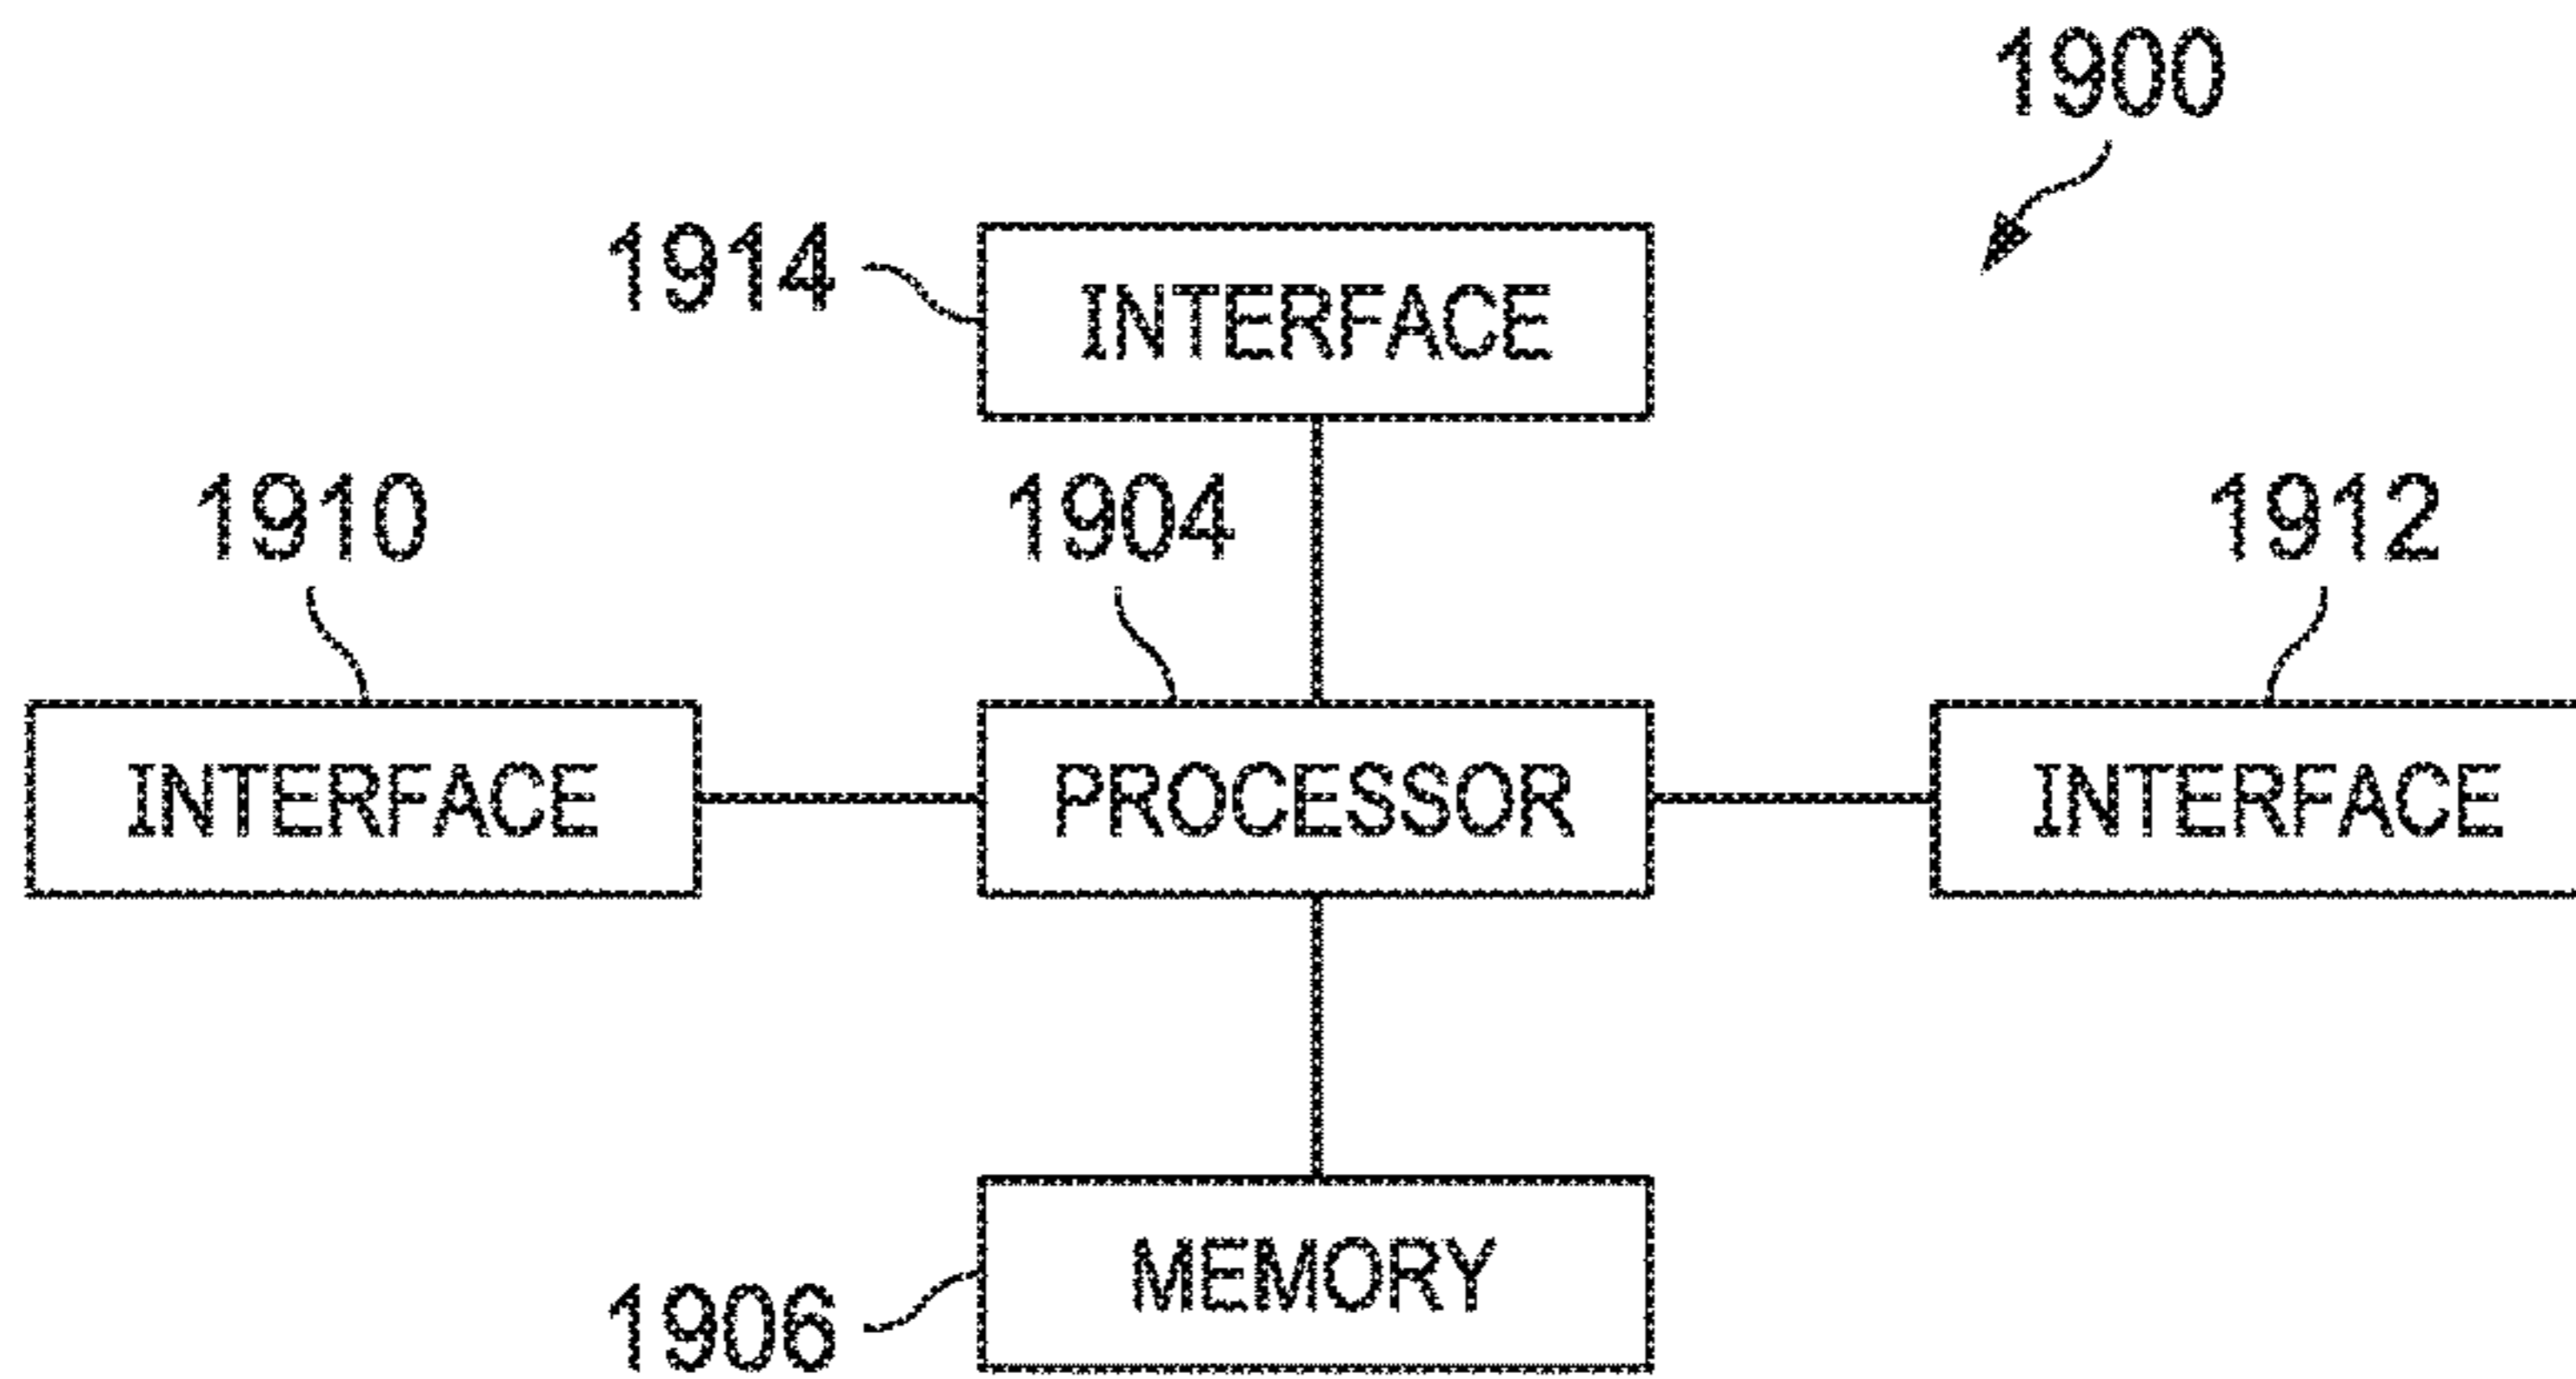 1900
1914
INTERFACE
1910
1904
1912
INTERFACE
PROCESSOR
INTERFACE
MEMORY
1906